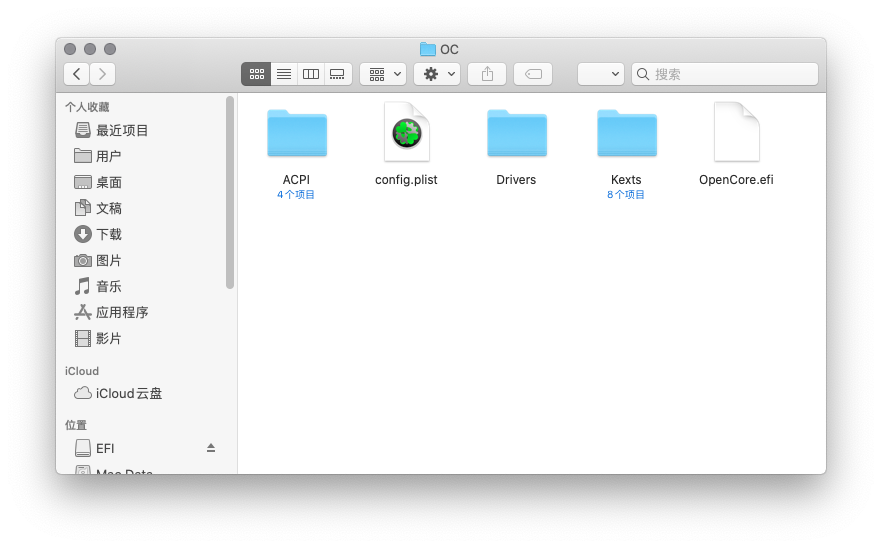 OC
搜索
个人收藏
最近项目
用户
桌面
文稿
下载
图片
音乐
应用程序
影片
iCloud
iCloud云盘
位置
EFI
Mac Data
ACPI
4个项目
config.plist
Drivers
Kexts
8个项目
OpenCore.efi